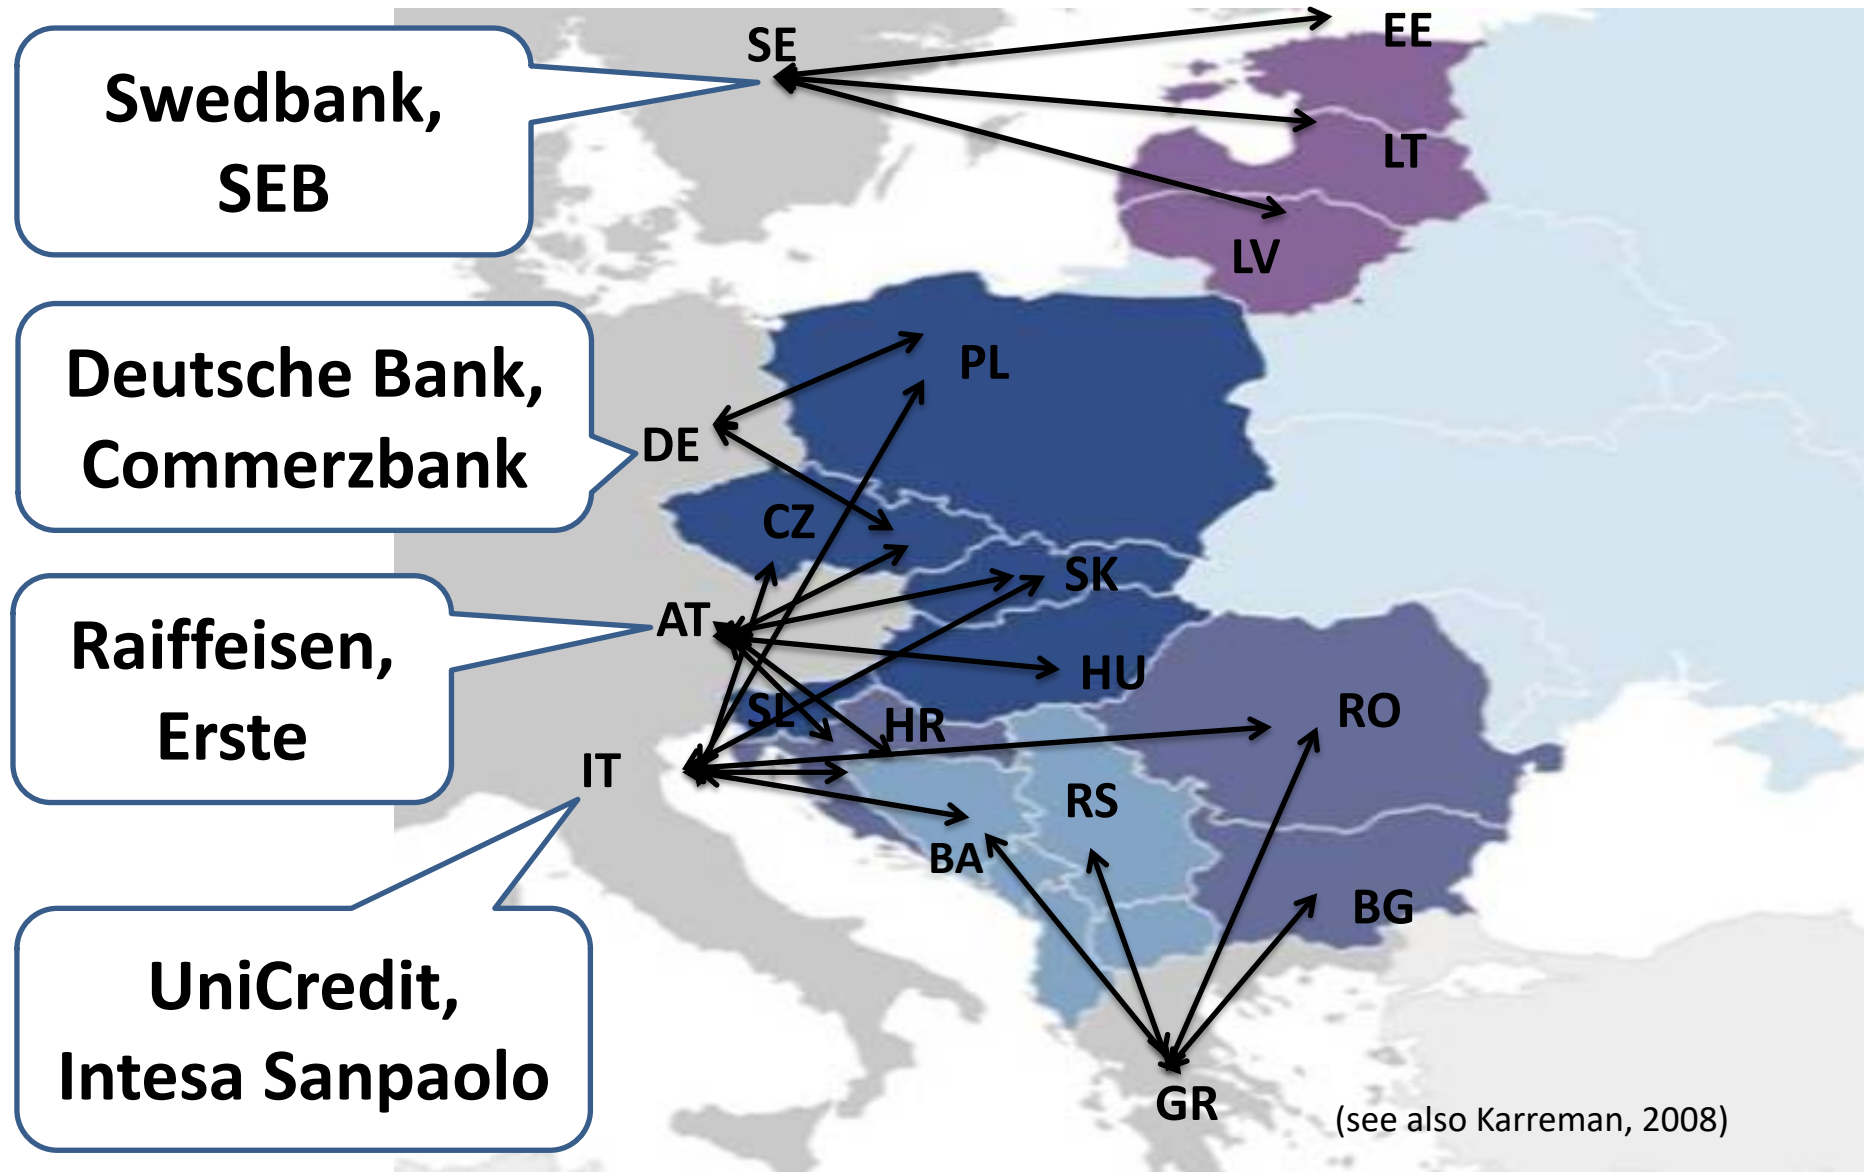 Swedbank,
SEB
Deutsche Bank,
Commerzbank
Raiffeisen,
Erste
UniCredit,
Intesa Sanpaolo
SE
EE
LT
LV
PL
DE
CZ
SK
AT
HU
SL
HR
RO
IT
RS
BA
BG
GR
(see also Karreman, 2008)